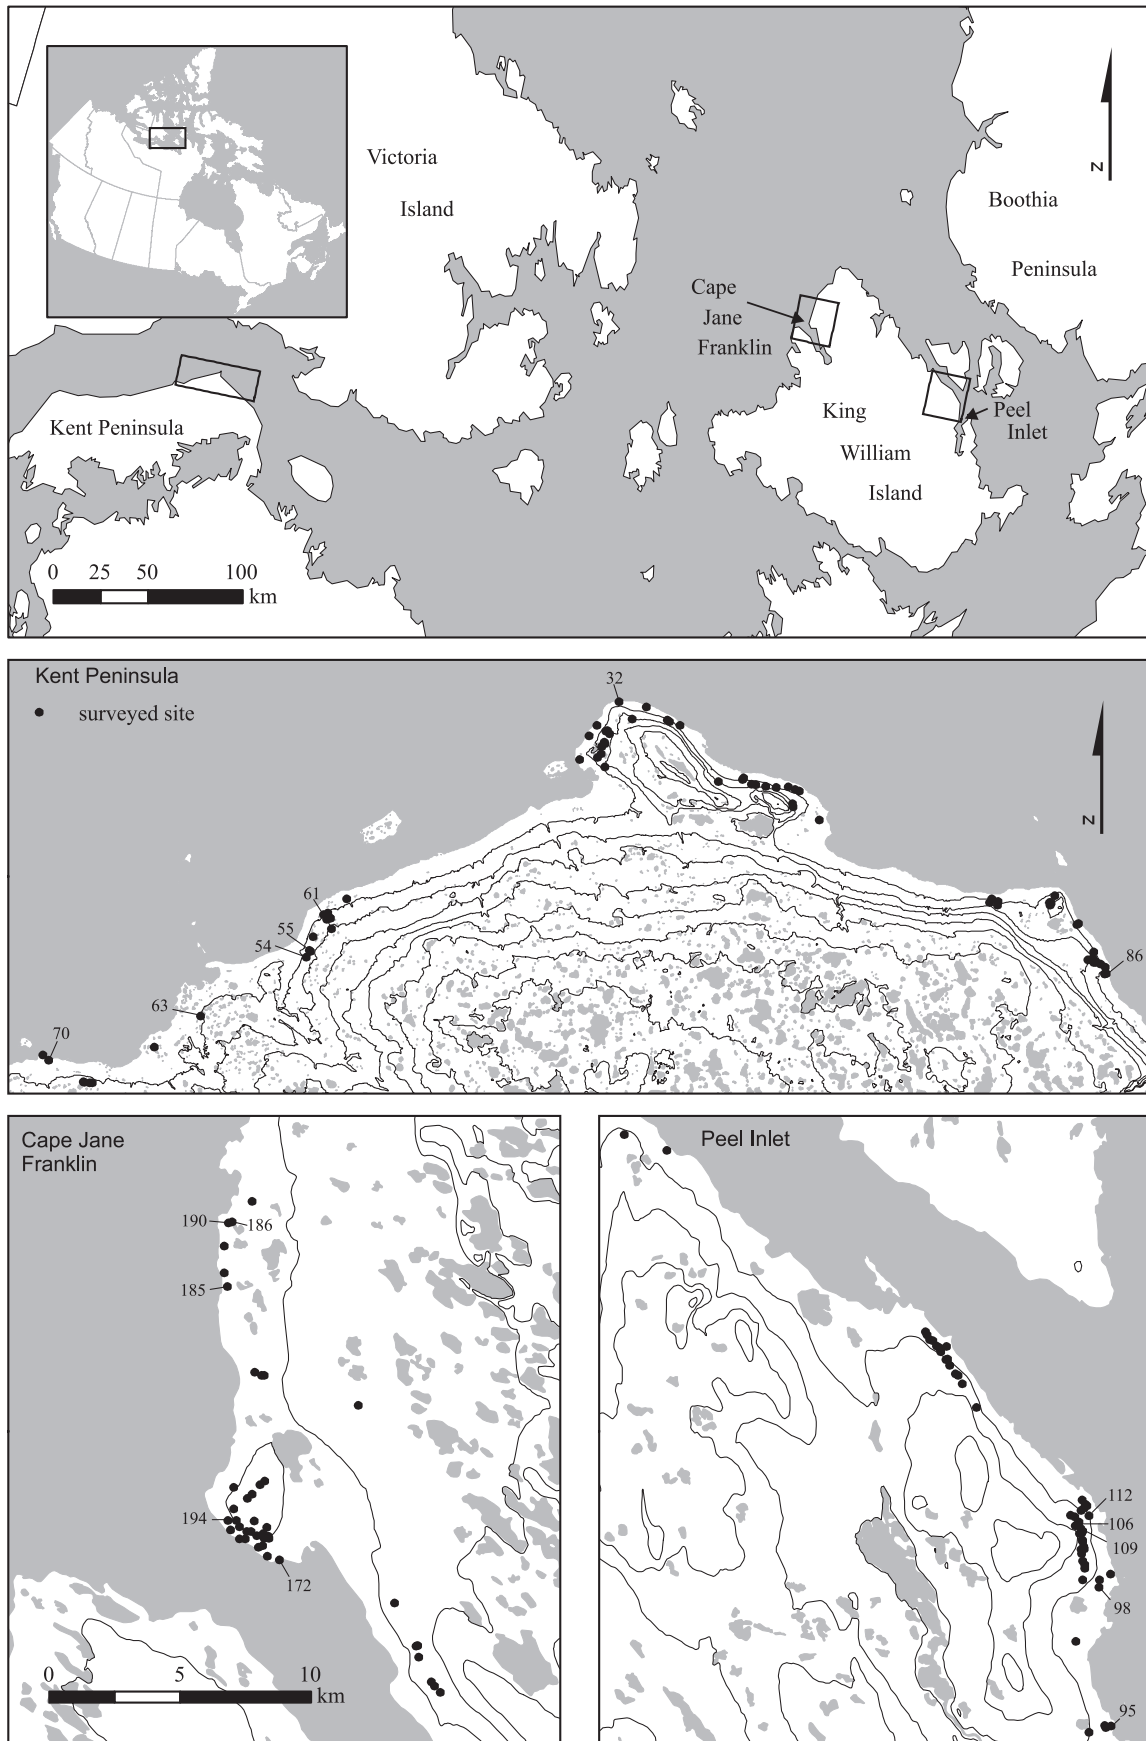 Victoria
Island
Boothia
Peninsula
N
Cape
Jane
Franklin
King
William
Island
Peel
Inlet
Kent Peninsula
0 25 50 100
km
Kent Peninsula
surveyed site
32
N
61
55
54
63
70
86
Cape Jane
Franklin
190
186
185
194
172
0 5 10
km
Peel Inlet
112
106
109
98
95